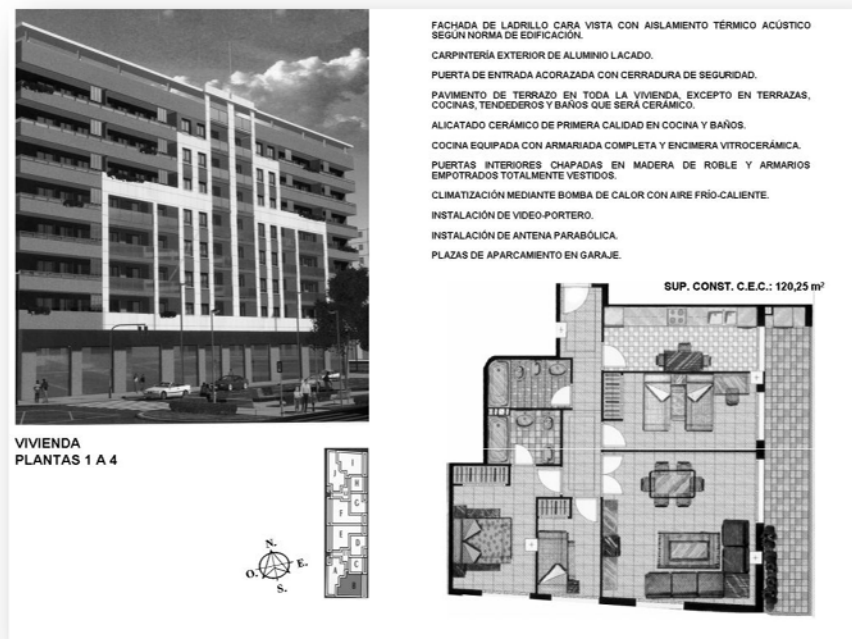 FACHADA DE LADRILLO CARA VISTA CON AISLAMIENTO TÉRMICO ACÚSTICO
SEGÚN NORMA DE EDIFICACIÓN.
CARPINTERÍA EXTERIOR DE ALUMINIO LACADO.
PUERTA DE ENTRADA ACORAZADA CON CERRADURA DE SEGURIDAD.
PAVIMENTO DE TERRAZO EN TODA LA VIVIENDA, EXCEPTO EN TERRAZAS,
COCINAS, TENDEDEROS Y BAÑOS QUE SERÁ CERÁMICO.
ALICATADO CERÁMICO DE PRIMERA CALIDAD EN COCINA Y BAÑOS.
COCINA EQUIPADA CON ARMARIADA COMPLETA Y ENCIMERA VITROCERÁMICA.
PUERTAS INTERIORES CHAPADAS EN MADERA DE ROBLE Y ARMARIOS
EMPOTRADOS TOTALMENTE VESTIDOS.
CLIMATIZACIÓN MEDIANTE BOMBA DE CALOR CON AIRE FRÍO-CALIENTE.
INSTALACIÓN DE VIDEO-PORTERO.
INSTALACIÓN DE ANTENA PARABÓLICA.
PLAZAS DE APARCAMIENTO EN GARAJE.
SUP. CONST. C.E.C.: 120,25 m²
VIVIENDA
PLANTAS 1 A 4
J
I
H
G
F
E
D
C
A
B
N.
O.
E.
S.